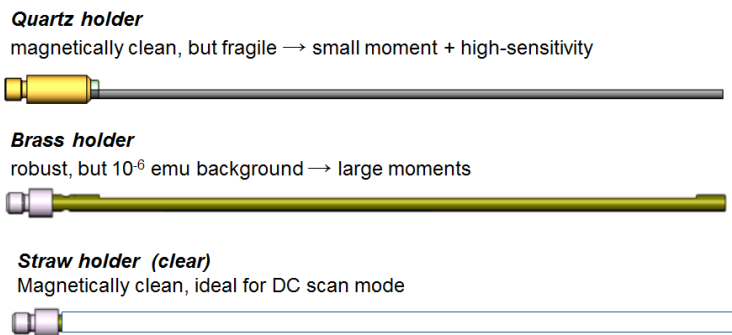 Quartz holder
magnetically clean, but fragile → small moment + high-sensitivity
Brass holder
robust, but 10⁻⁶ emu background → large moments
Straw holder (clear)
Magnetically clean, ideal for DC scan mode